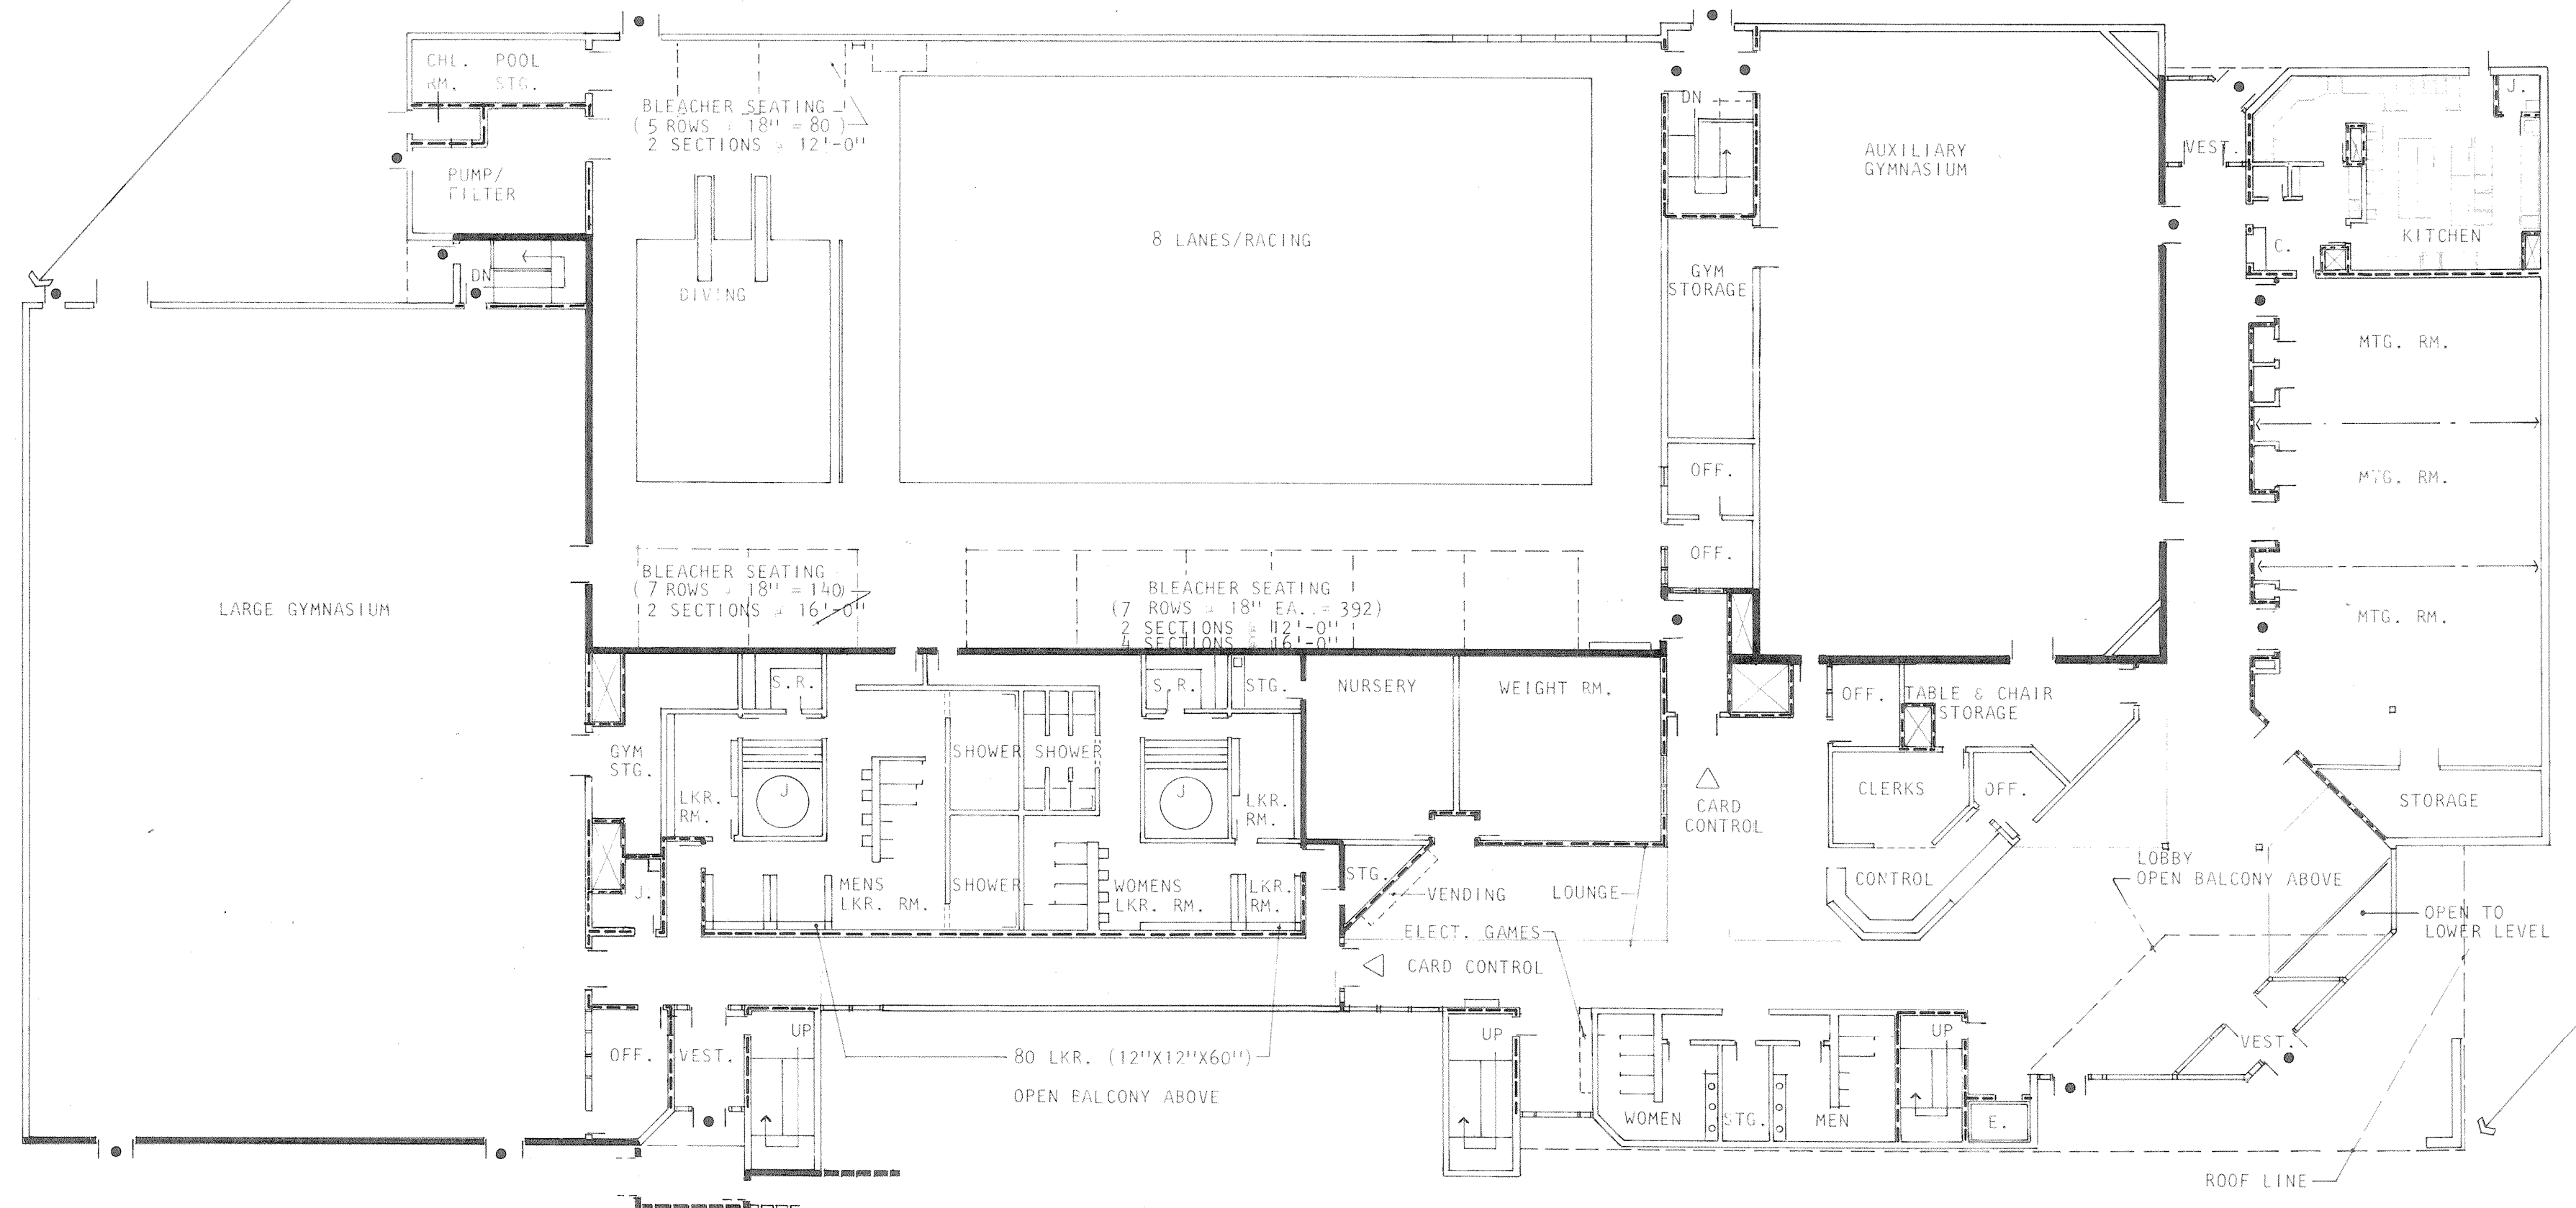 CHL. POOL
RM. STG.
BLEACHER SEATING
(5 ROWS 18" = 80)
2 SECTIONS 12'-0"
PUMP/
FILTER
DN
DIVING
8 LANES/RACING
DN
GYM
STORAGE
OFF.
OFF.
AUXILIARY
GYMNASIUM
VEST.
J.
C.
KITCHEN
MTG. RM.
MTG. RM.
MTG. RM.
STORAGE
LARGE GYMNASIUM
BLEACHER SEATING
(7 ROWS 18" = 140)
2 SECTIONS 16'-0"
BLEACHER SEATING
(7 ROWS 18" EA. = 392)
2 SECTIONS 12'-0"
4 SECTIONS 16'-0"
S.R.
S.R.
STG.
NURSERY
WEIGHT RM.
OFF.
TABLE & CHAIR
STORAGE
GYM
STG.
LKR.
RM.
J
SHOWER
SHOWER
J
LKR.
RM.
CARD
CONTROL
CLERKS
OFF.
J.
MENS
LKR. RM.
SHOWER
WOMENS
LKR. RM.
LKR.
RM.
STG.
VENDING
LOUNGE
CONTROL
LOBBY
OPEN BALCONY ABOVE
OPEN TO
LOWER LEVEL
ELECT. GAMES
CARD CONTROL
OFF.
VEST.
UP
80 LKR. (12"X12"X60")
OPEN BALCONY ABOVE
UP
WOMEN
STG.
MEN
UP
E.
VEST.
ROOF LINE